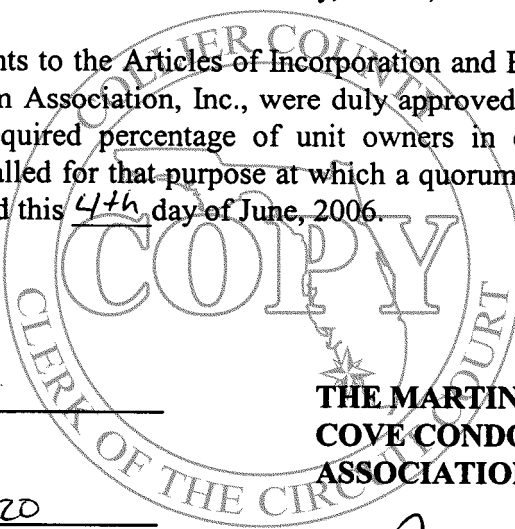 nts to the Articles of Incorporation and
m Association, Inc., were duly approved
quired percentage of unit owners in
alled for that purpose at which a quorum
d this 4th day of June, 2006.
COLLIER COUNTY
COPY
CLERK OF THE CIRCUIT COURT
THE MARTIN
COVE CONDO
ASSOCIATION
20